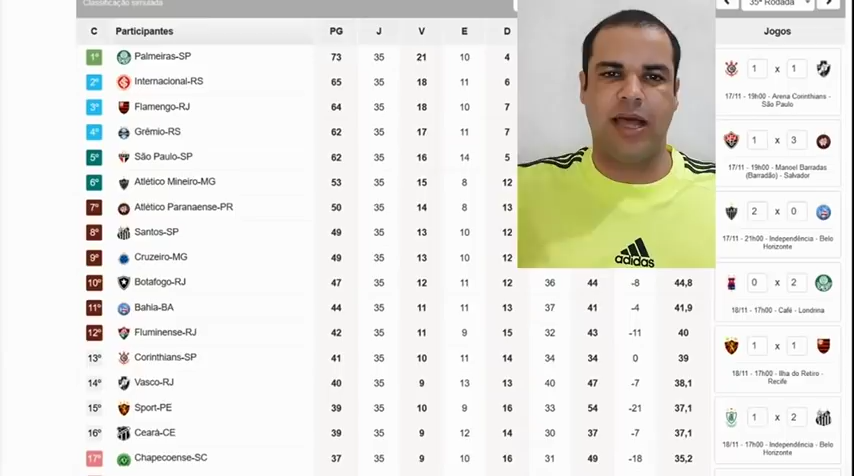 Classificação simulada
35ª Rodada
C Participantes PG J V E D
Jogos
1º Palmeiras-SP 73 35 21 10 4
2º Internacional-RS 65 35 18 11 6
3º Flamengo-RJ 64 35 18 10 7
4º Grêmio-RS 62 35 17 11 7
5º São Paulo-SP 62 35 16 14 5
6º Atlético Mineiro-MG 53 35 15 8 12
7º Atlético Paranaense-PR 50 35 14 8 13
8º Santos-SP 49 35 13 10 12
9º Cruzeiro-MG 49 35 13 10 12
10º Botafogo-RJ 47 35 12 11 12 36 44 -8 44,8
11º Bahia-BA 44 35 11 11 13 37 41 -4 41,9
12º Fluminense-RJ 42 35 11 9 15 32 43 -11 40
13º Corinthians-SP 41 35 10 11 14 34 34 0 39
14º Vasco-RJ 40 35 9 13 13 40 47 -7 38,1
15º Sport-PE 39 35 10 9 16 33 54 -21 37,1
16º Ceará-CE 39 35 9 12 14 30 37 -7 37,1
17º Chapecoense-SC 37 35 9 10 16 31 49 -18 35,2
adidas
1 x 1
17/11 - 19h00 - Arena Corinthians -
São Paulo
1 x 3
17/11 - 19h00 - Manoel Barradas
(Barradão) - Salvador
2 x 0
17/11 - 21h00 - Independência - Belo
Horizonte
0 x 2
18/11 - 17h00 - Café - Londrina
1 x 1
18/11 - 17h00 - Ilha do Retiro -
Recife
1 x 2
18/11 - 17h00 - Independência - Belo
Horizonte